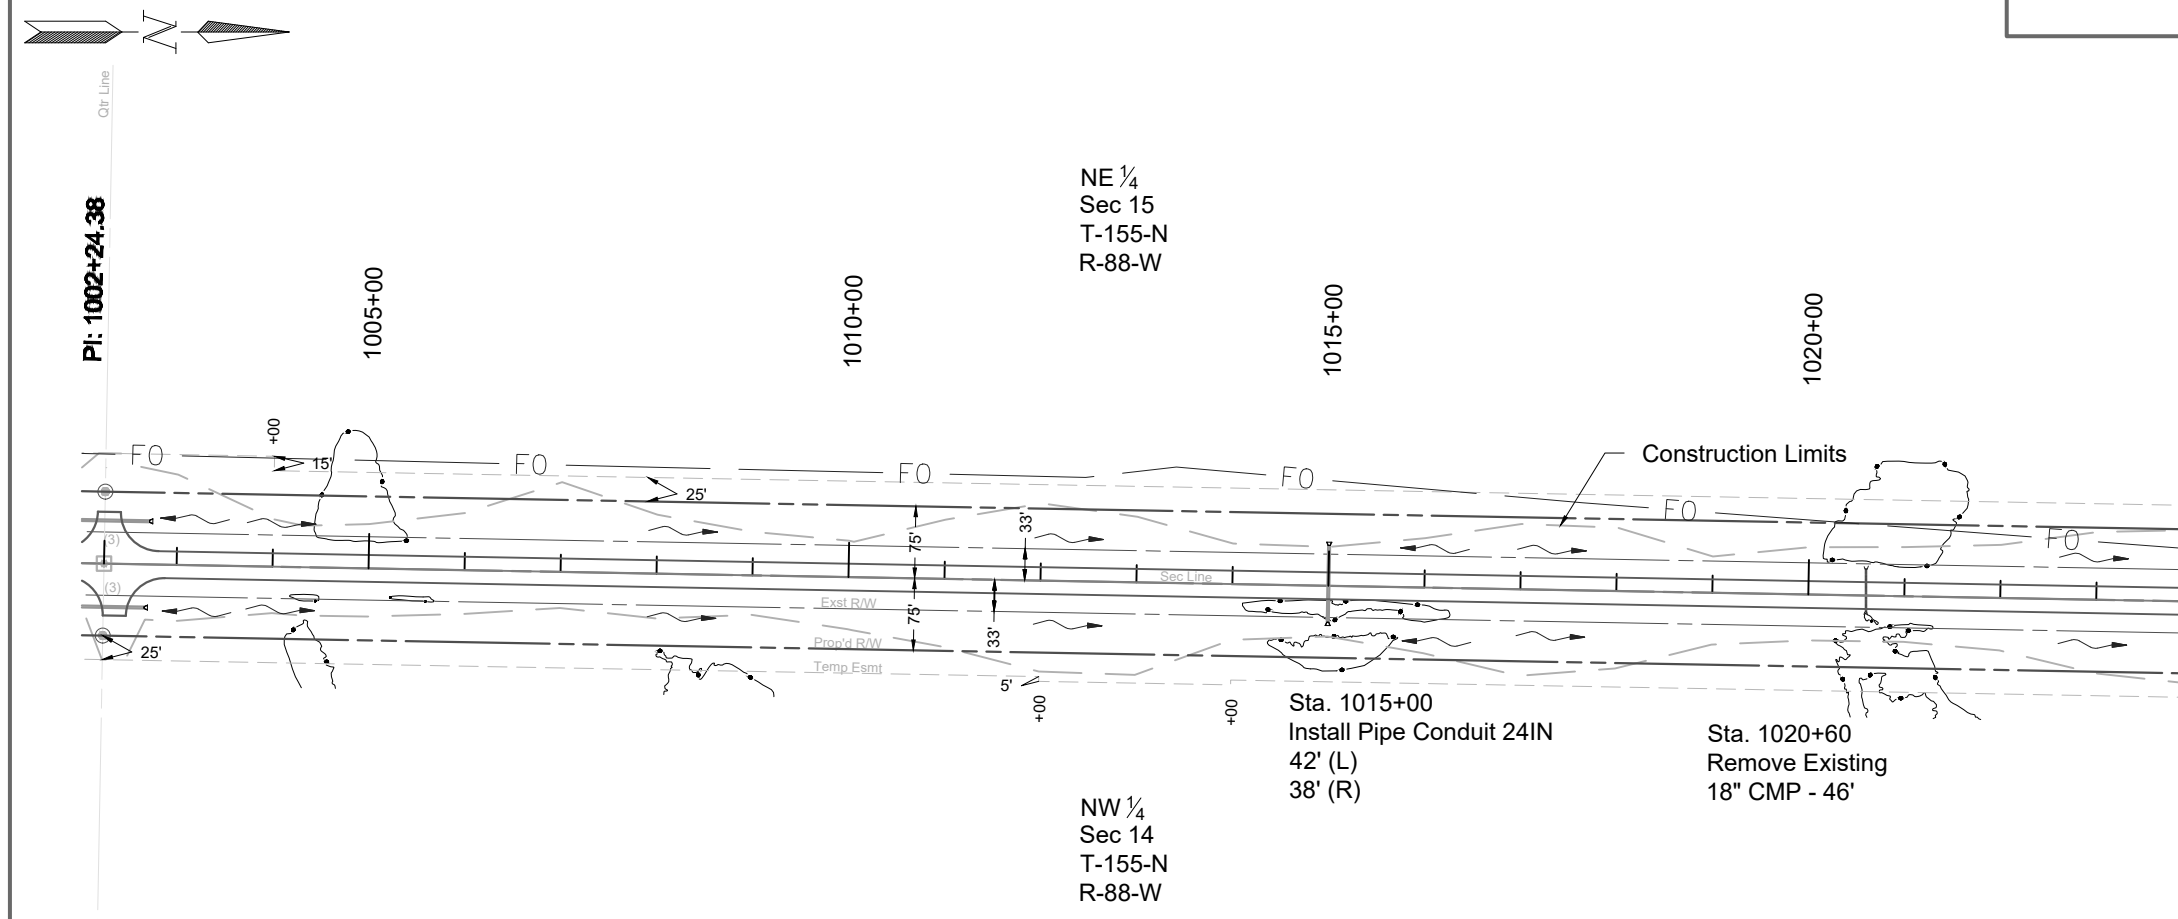 N
Qtr Line
PI: 1002+24.38
NE 1/4
Sec 15
T-155-N
R-88-W
1005+00
1010+00
1015+00
1020+00
+00
FO
15'
FO
25'
FO
FO
Construction Limits
FO
FO
75'
33'
(3)
(3)
Sec Line
Exst R/W
75'
33'
Prop'd R/W
Temp Esmt
25'
5'
+00
+00
Sta. 1015+00
Install Pipe Conduit 24IN
42' (L)
38' (R)
Sta. 1020+60
Remove Existing
18" CMP - 46'
NW 1/4
Sec 14
T-155-N
R-88-W